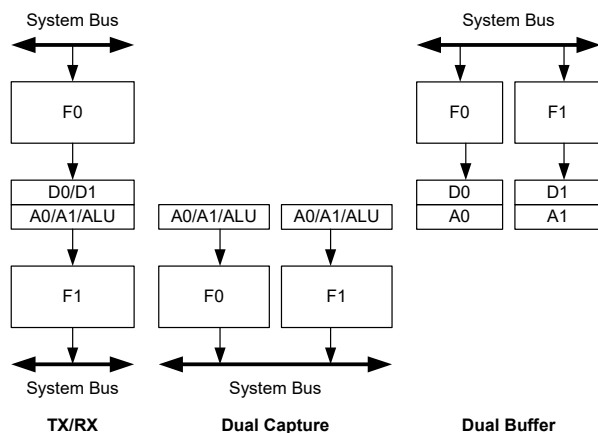 System Bus
System Bus
F0
F0
F1
D0/D1
D0
D1
A0/A1/ALU
A0/A1/ALU
A0/A1/ALU
A0
A1
F1
F0
F1
System Bus
System Bus
TX/RX
Dual Capture
Dual Buffer